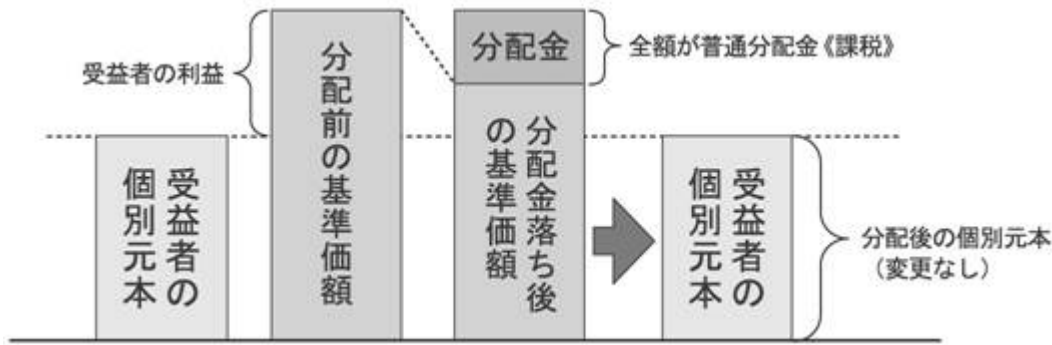 受益者の利益
受益者の
個別元本
分配前の基準価額
分配金
全額が普通分配金《課税》
分配金落ち後
の基準価額
受益者の
個別元本
分配後の個別元本
（変更なし）